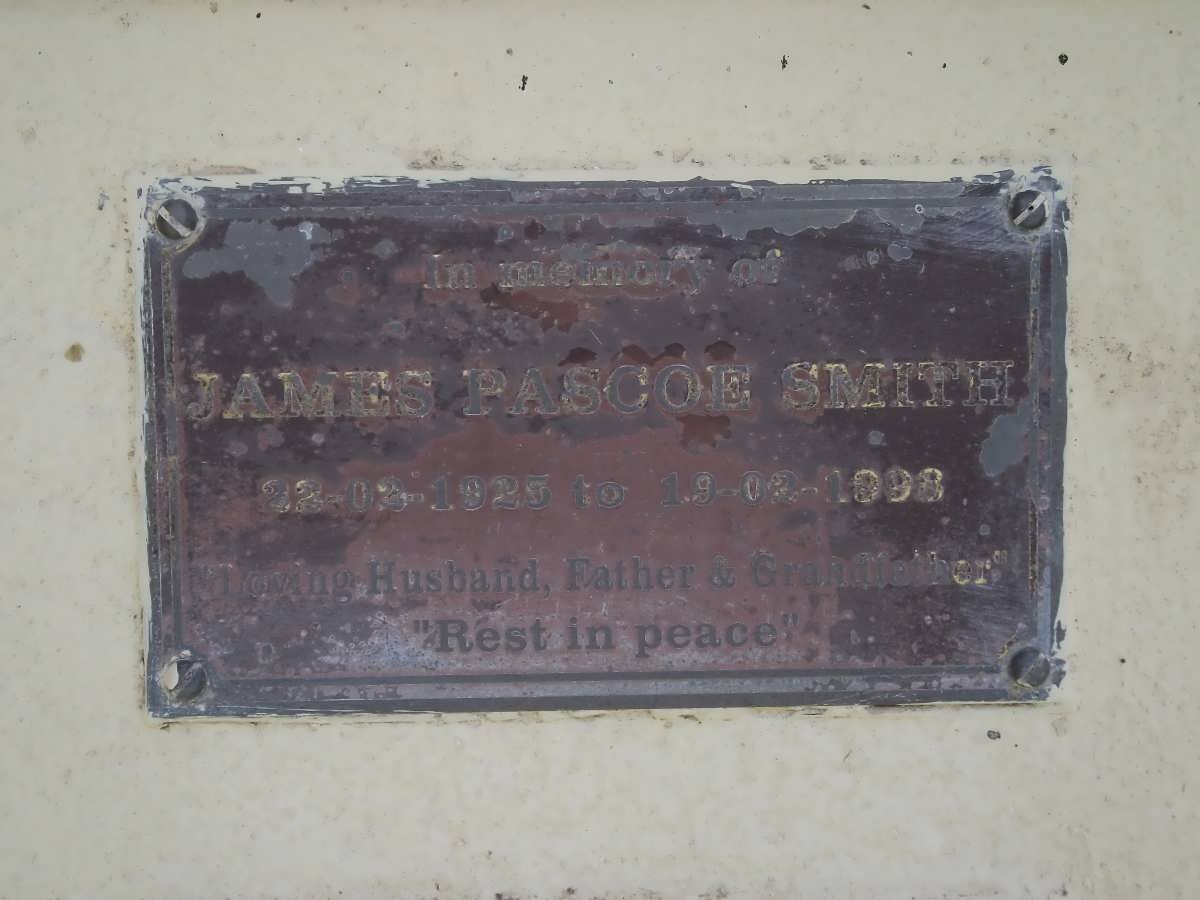 In memory of
JAMES PASCOE SMITH
22-02-1925 to 19-02-1998
"Loving Husband, Father & Grandfather"
"Rest in peace"